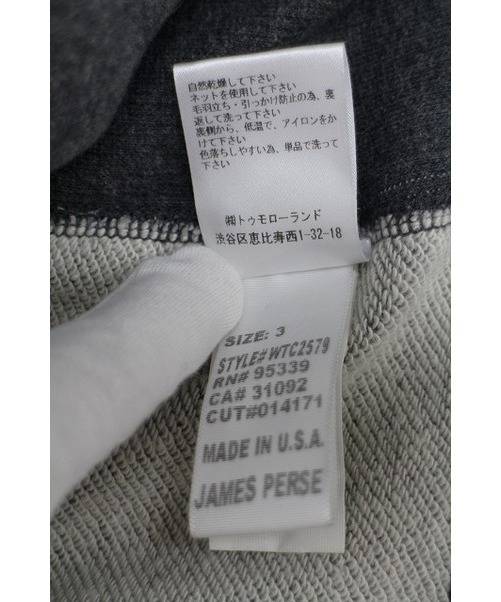 自然乾燥して下さい
ネットを使用して下さい
毛羽立ち・引っかけ防止の為、裏
返して洗って下さい
裏側から、低温で、アイロンをか
けて下さい
色落ちしやすい為、単品で洗って
下さい
㈱トゥモローランド
渋谷区恵比寿西1-32-18
SIZE: 3
STYLE# WTC2579
RN# 95339
CA# 31092
CUT#014171
MADE IN U.S.A.
JAMES PERSE